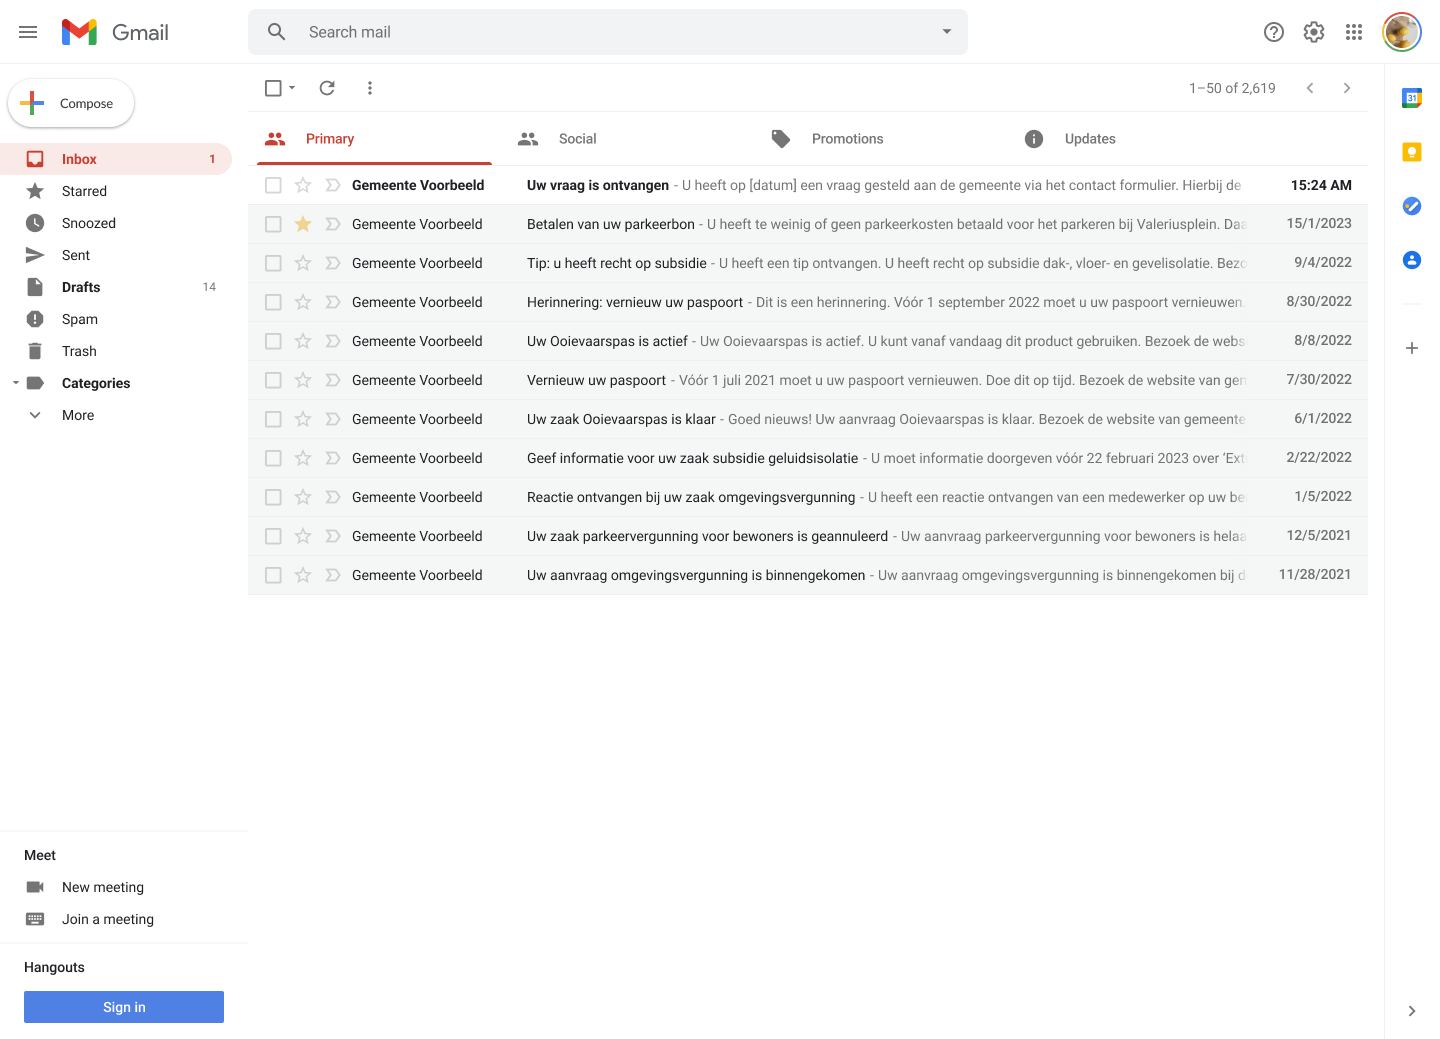 Gmail
Search mail
Compose
1–50 of 2,619
Inbox 1
Starred
Snoozed
Sent
Drafts 14
Spam
Trash
Categories
More
Primary Social Promotions Updates
Gemeente Voorbeeld Uw vraag is ontvangen - U heeft op [datum] een vraag gesteld aan de gemeente via het contact formulier. Hierbij de 15:24 AM
Gemeente Voorbeeld Betalen van uw parkeerbon - U heeft te weinig of geen parkeerkosten betaald voor het parkeren bij Valeriusplein. Daa 15/1/2023
Gemeente Voorbeeld Tip: u heeft recht op subsidie - U heeft een tip ontvangen. U heeft recht op subsidie dak-, vloer- en gevelisolatie. Bezo 9/4/2022
Gemeente Voorbeeld Herinnering: vernieuw uw paspoort - Dit is een herinnering. Vóór 1 september 2022 moet u uw paspoort vernieuwen. 8/30/2022
Gemeente Voorbeeld Uw Ooievaarspas is actief - Uw Ooievaarspas is actief. U kunt vanaf vandaag dit product gebruiken. Bezoek de webs 8/8/2022
Gemeente Voorbeeld Vernieuw uw paspoort - Vóór 1 juli 2021 moet u uw paspoort vernieuwen. Doe dit op tijd. Bezoek de website van gem 7/30/2022
Gemeente Voorbeeld Uw zaak Ooievaarspas is klaar - Goed nieuws! Uw aanvraag Ooievaarspas is klaar. Bezoek de website van gemeente 6/1/2022
Gemeente Voorbeeld Geef informatie voor uw zaak subsidie geluidsisolatie - U moet informatie doorgeven vóór 22 februari 2023 over ‘Ext 2/22/2022
Gemeente Voorbeeld Reactie ontvangen bij uw zaak omgevingsvergunning - U heeft een reactie ontvangen van een medewerker op uw be 1/5/2022
Gemeente Voorbeeld Uw zaak parkeervergunning voor bewoners is geannuleerd - Uw aanvraag parkeervergunning voor bewoners is helaa 12/5/2021
Gemeente Voorbeeld Uw aanvraag omgevingsvergunning is binnengekomen - Uw aanvraag omgevingsvergunning is binnengekomen bij d 11/28/2021
31
Meet
New meeting
Join a meeting
Hangouts
Sign in